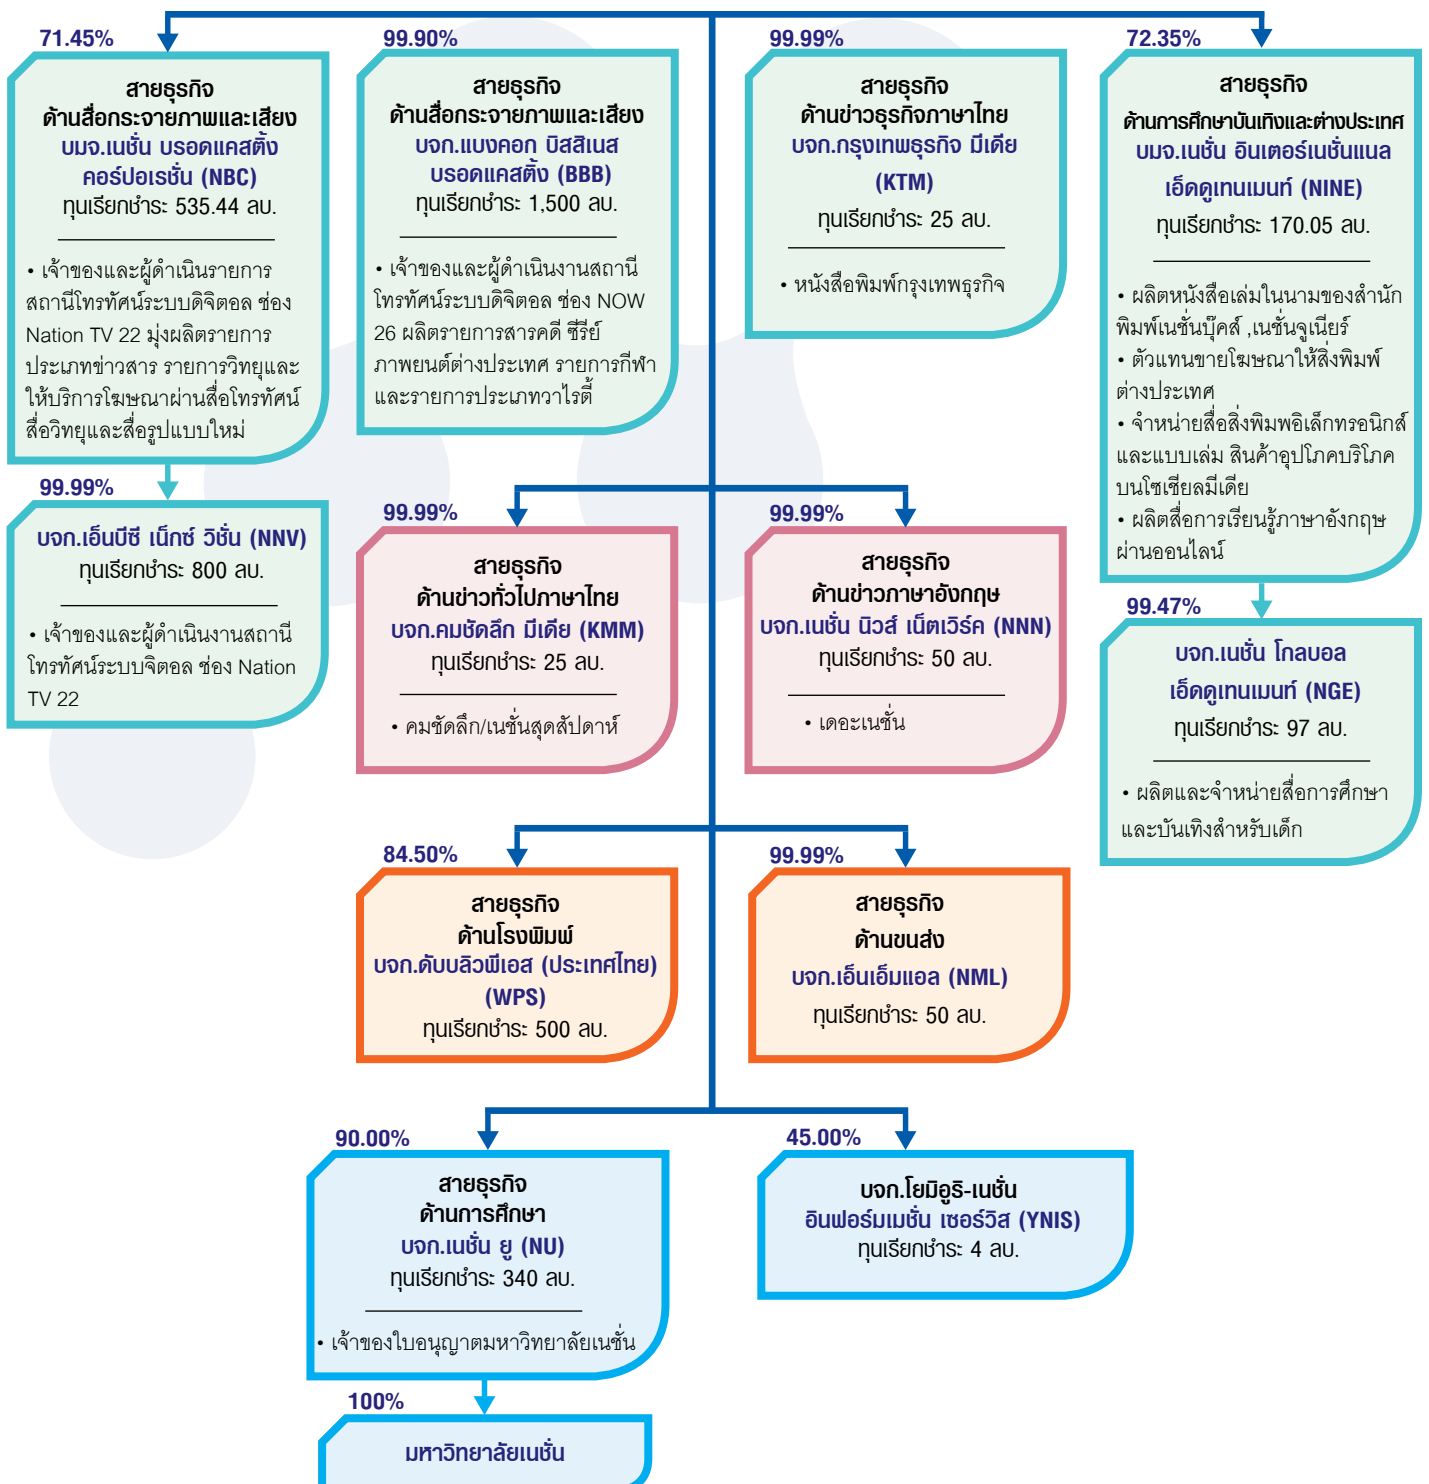 71.45%
สายธุรกิจ
ด้านสื่อกระจายภาพและเสียง
บมจ.เนชั่น บรอดแคสติ้ง
คอร์ปอเรชั่น (NBC)
ทุนเรียกชำระ 535.44 ลบ.
• เจ้าของและผู้ดำเนินรายการ
สถานีโทรทัศน์ระบบดิจิตอล ช่อง
Nation TV 22 มุ่งผลิตรายการ
ประเภทข่าวสาร รายการวิทยุและ
ให้บริการโฆษณาผ่านสื่อโทรทัศน์
สื่อวิทยุและสื่อรูปแบบใหม่
99.90%
สายธุรกิจ
ด้านสื่อกระจายภาพและเสียง
บจก.แบงคอก บิสสิเนส
บรอดแคสติ้ง (BBB)
ทุนเรียกชำระ 1,500 ลบ.
• เจ้าของและผู้ดำเนินงานสถานี
โทรทัศน์ระบบดิจิตอล ช่อง NOW
26 ผลิตรายการสารคดี ซีรีย์
ภาพยนต์ต่างประเทศ รายการกีฬา
และรายการประเภทวาไรตี้
99.99%
สายธุรกิจ
ด้านข่าวธุรกิจภาษาไทย
บจก.กรุงเทพธุรกิจ มีเดีย
(KTM)
ทุนเรียกชำระ 25 ลบ.
• หนังสือพิมพ์กรุงเทพธุรกิจ
72.35%
สายธุรกิจ
ด้านการศึกษาบันเทิงและต่างประเทศ
บมจ.เนชั่น อินเตอร์เนชั่นแนล
เอ็ดดูเทนเมนท์ (NINE)
ทุนเรียกชำระ 170.05 ลบ.
• ผลิตหนังสือเล่มในนามของสำนัก
พิมพ์เนชั่นบุ๊คส์ ,เนชั่นจูเนียร์
• ตัวแทนขายโฆษณาให้สิ่งพิมพ์
ต่างประเทศ
• จำหน่ายสื่อสิ่งพิมพอิเล็กทรอนิกส์
และแบบเล่ม สินค้าอุปโภคบริโภค
บนโซเชียลมีเดีย
• ผลิตสื่อการเรียนรู้ภาษาอังกฤษ
ผ่านออนไลน์
99.99%
บจก.เอ็นบีซี เน็กซ์ วิชั่น (NNV)
ทุนเรียกชำระ 800 ลบ.
• เจ้าของและผู้ดำเนินงานสถานี
โทรทัศน์ระบบจิตอล ช่อง Nation
TV 22
99.99%
สายธุรกิจ
ด้านข่าวทั่วไปภาษาไทย
บจก.คมชัดลึก มีเดีย (KMM)
ทุนเรียกชำระ 25 ลบ.
• คมชัดลึก/เนชั่นสุดสัปดาห์
99.99%
สายธุรกิจ
ด้านข่าวภาษาอังกฤษ
บจก.เนชั่น นิวส์ เน็ตเวิร์ค (NNN)
ทุนเรียกชำระ 50 ลบ.
• เดอะเนชั่น
99.47%
บจก.เนชั่น โกลบอล
เอ็ดดูเทนเมนท์ (NGE)
ทุนเรียกชำระ 97 ลบ.
• ผลิตและจำหน่ายสื่อการศึกษา
และบันเทิงสำหรับเด็ก
84.50%
สายธุรกิจ
ด้านโรงพิมพ์
บจก.ดับบลิวพีเอส (ประเทศไทย)
(WPS)
ทุนเรียกชำระ 500 ลบ.
99.99%
สายธุรกิจ
ด้านขนส่ง
บจก.เอ็นเอ็มแอล (NML)
ทุนเรียกชำระ 50 ลบ.
90.00%
สายธุรกิจ
ด้านการศึกษา
บจก.เนชั่น ยู (NU)
ทุนเรียกชำระ 340 ลบ.
• เจ้าของใบอนุญาตมหาวิทยาลัยเนชั่น
45.00%
บจก.โยมิอูริ-เนชั่น
อินฟอร์มเมชั่น เซอร์วิส (YNIS)
ทุนเรียกชำระ 4 ลบ.
100%
มหาวิทยาลัยเนชั่น